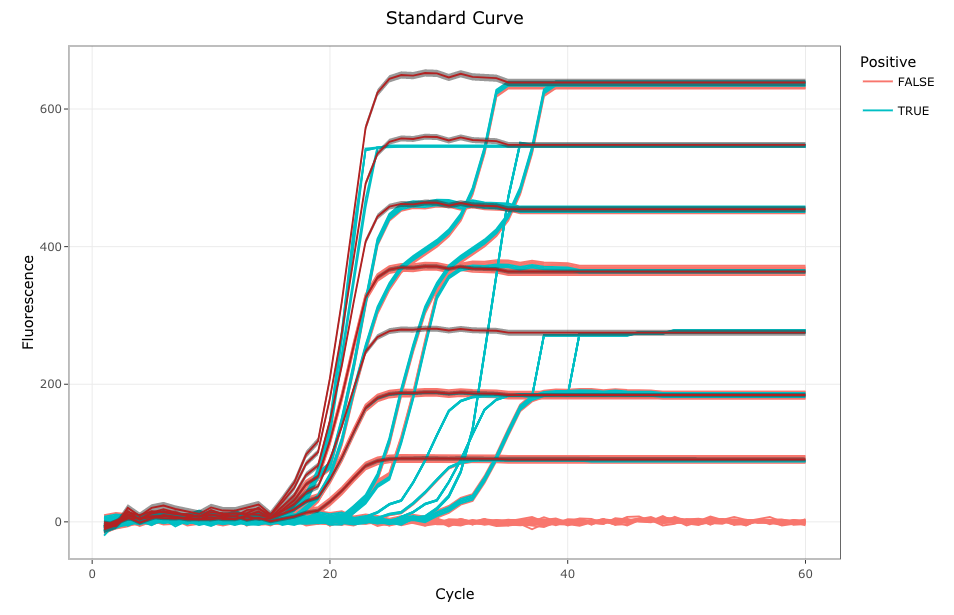 Standard Curve
Positive
FALSE
TRUE
600
400
200
0
Fluorescence
0
20
40
60
Cycle